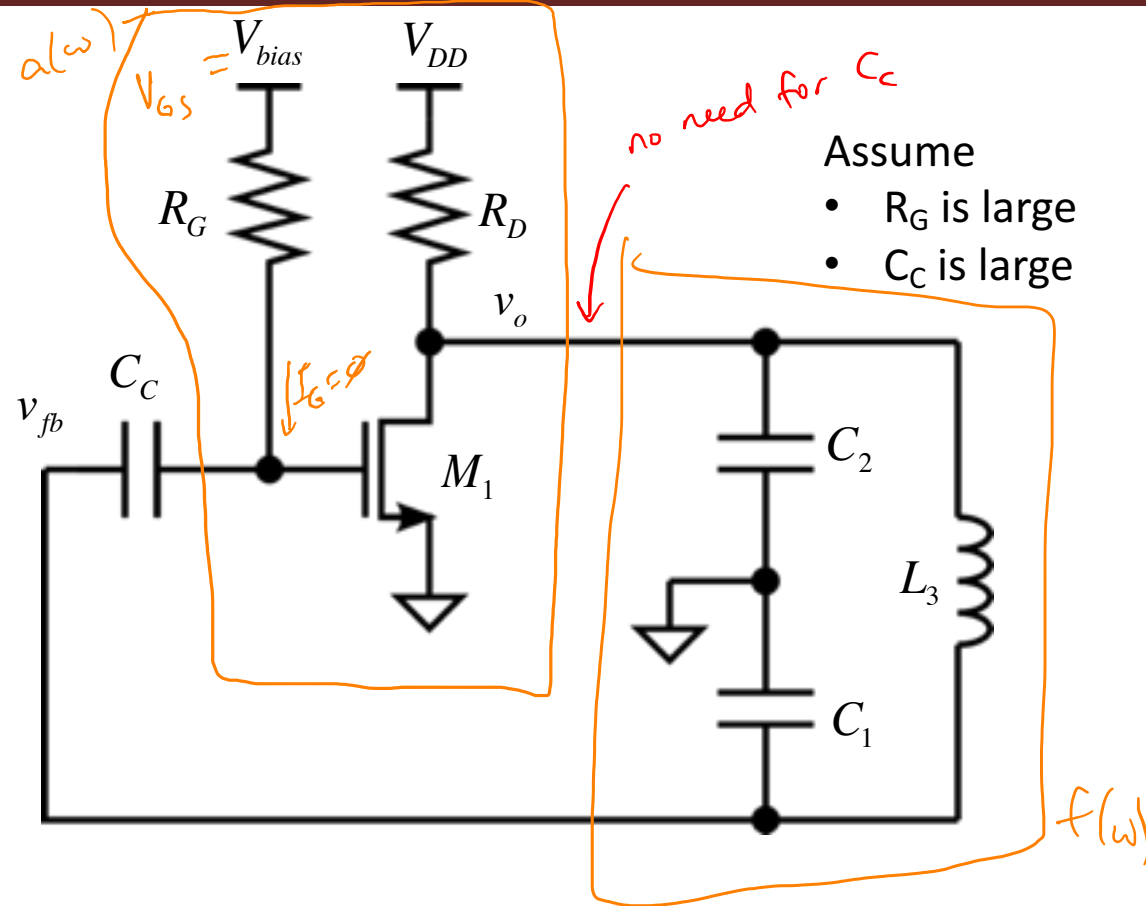 a(ω)
V_GS = V_bias
V_DD
no need for C_C
Assume
• R_G is large
• C_C is large
R_G
R_D
v_o
C_C
I_G=0
v_fb
M_1
C_2
L_3
C_1
f(ω)